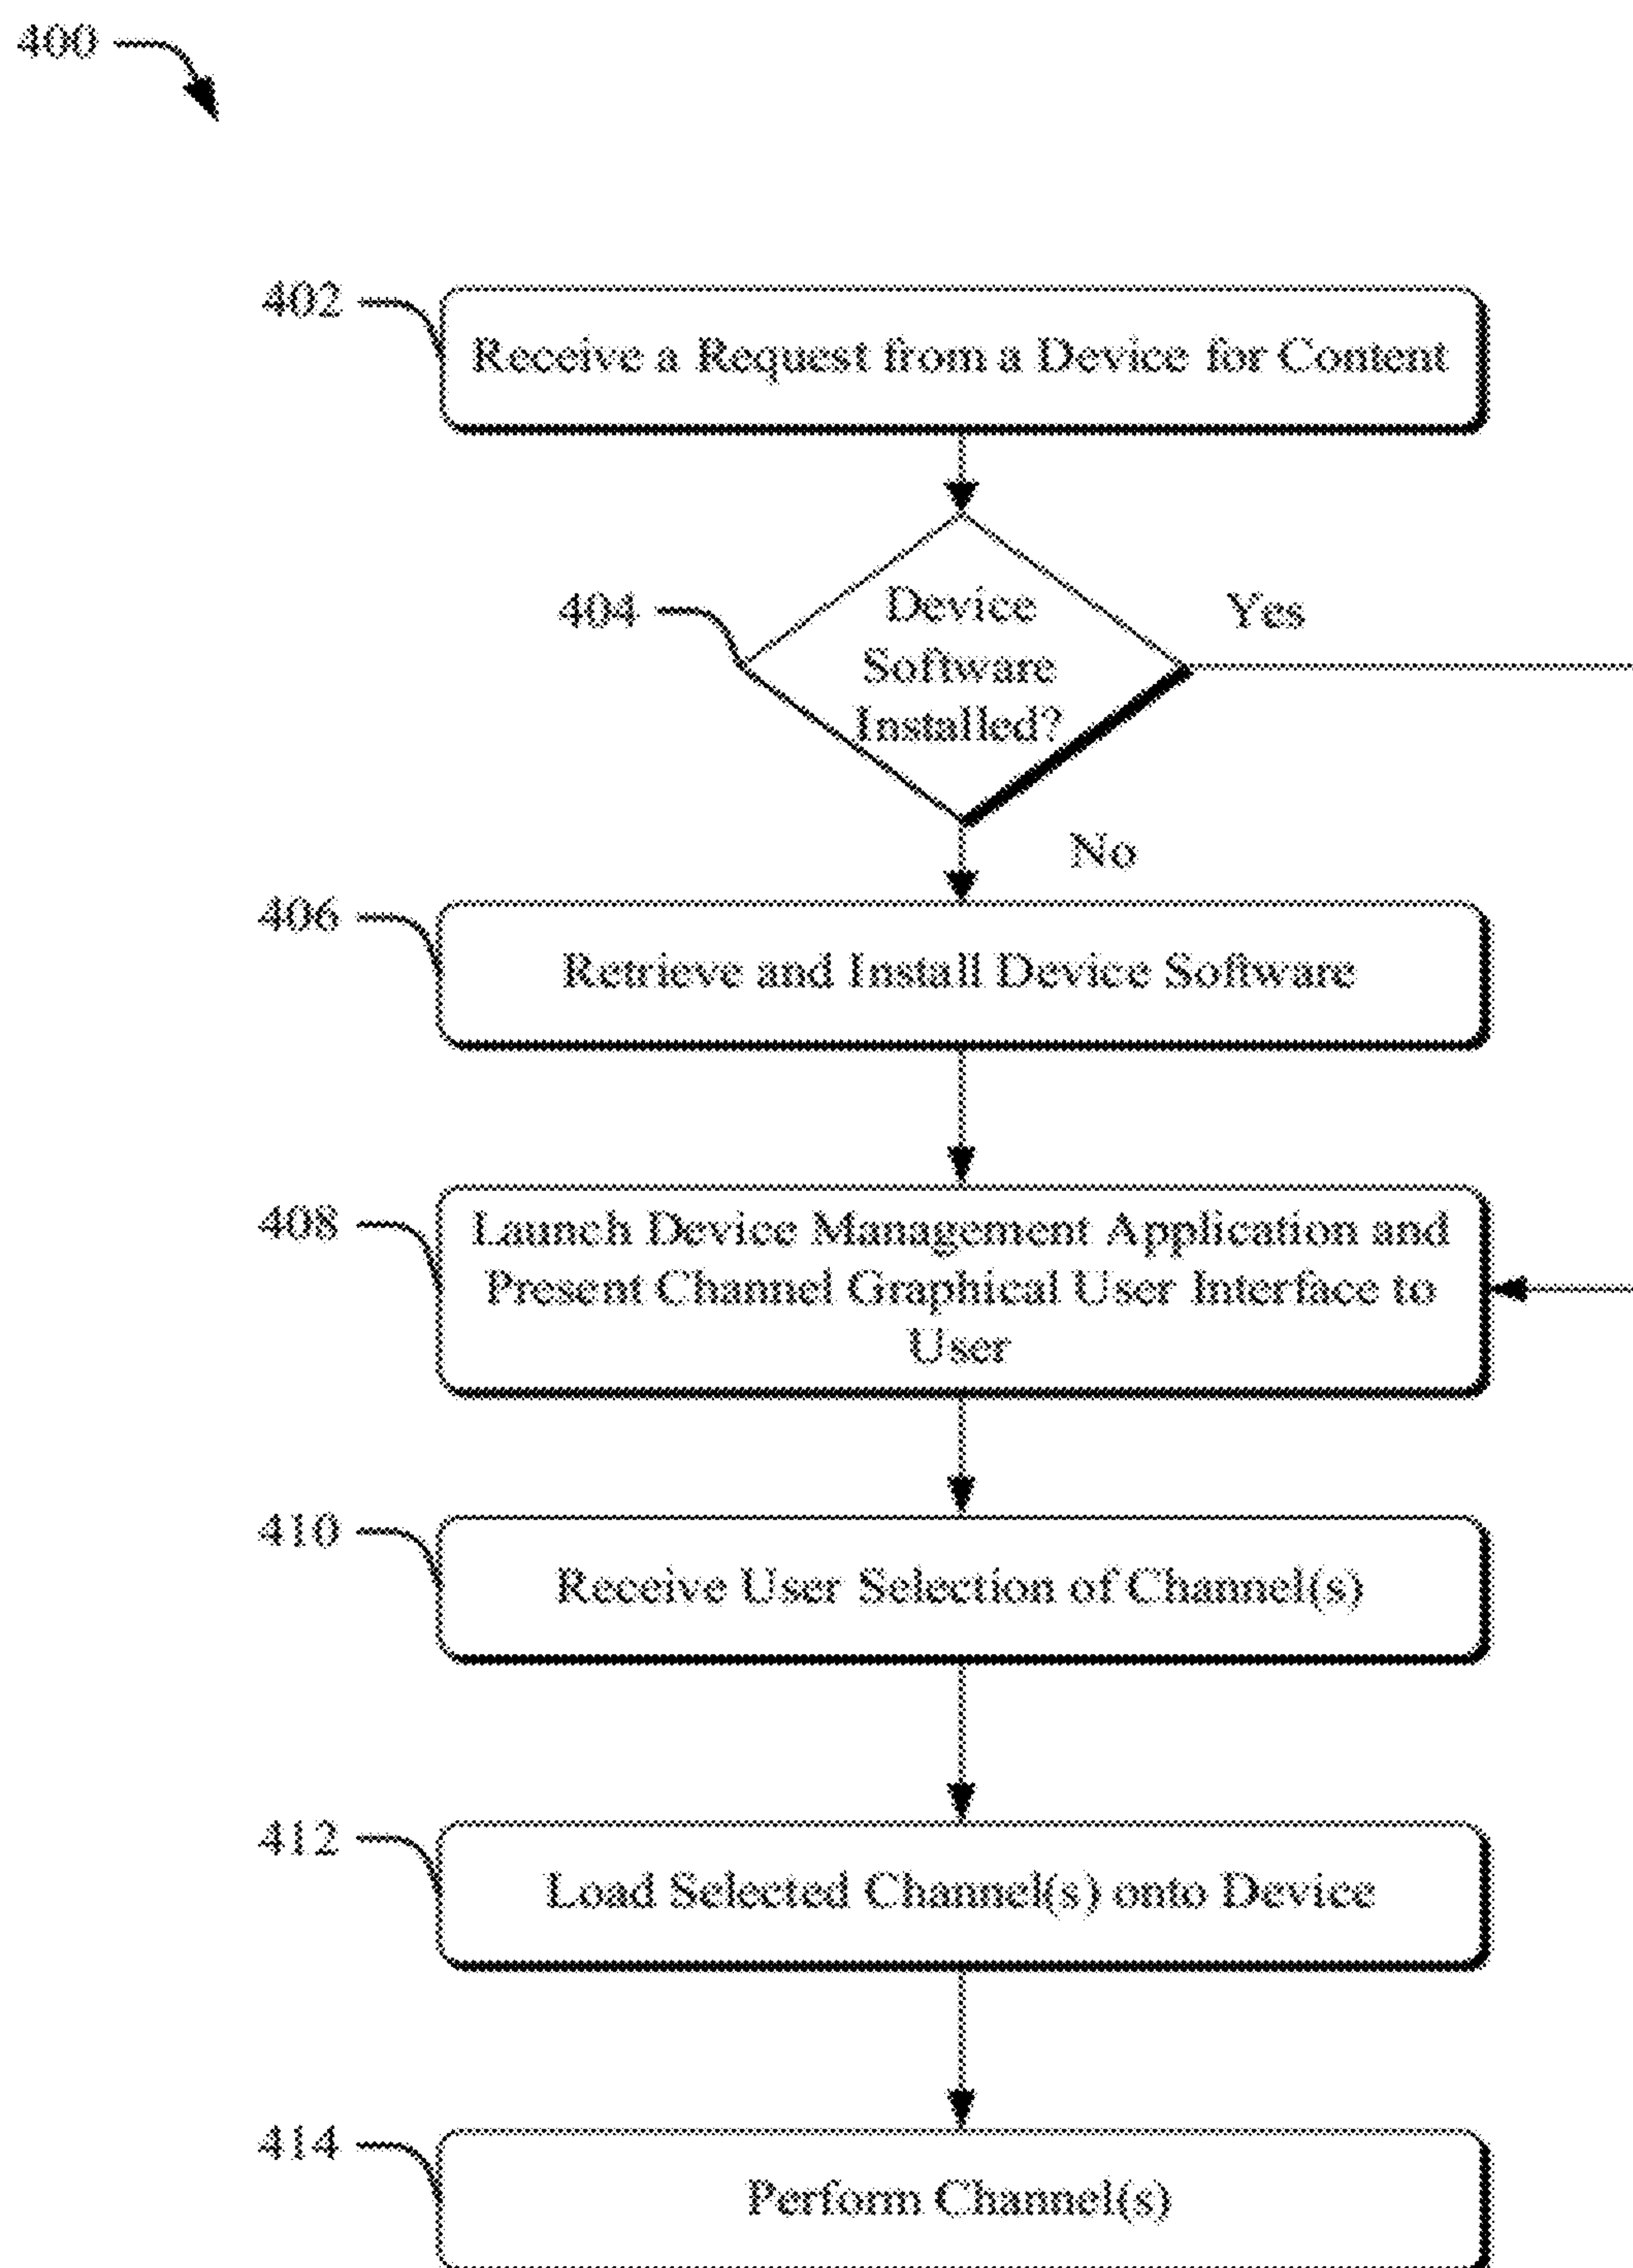 400
402
Receive a Request from a Device for Content
404
Device
Software
Installed?
Yes
No
406
Retrieve and Install Device Software
408
Launch Device Management Application and
Present Channel Graphical User Interface to
User
410
Receive User Selection of Channel(s)
412
Load Selected Channel(s) onto Device
414
Perform Channel(s)